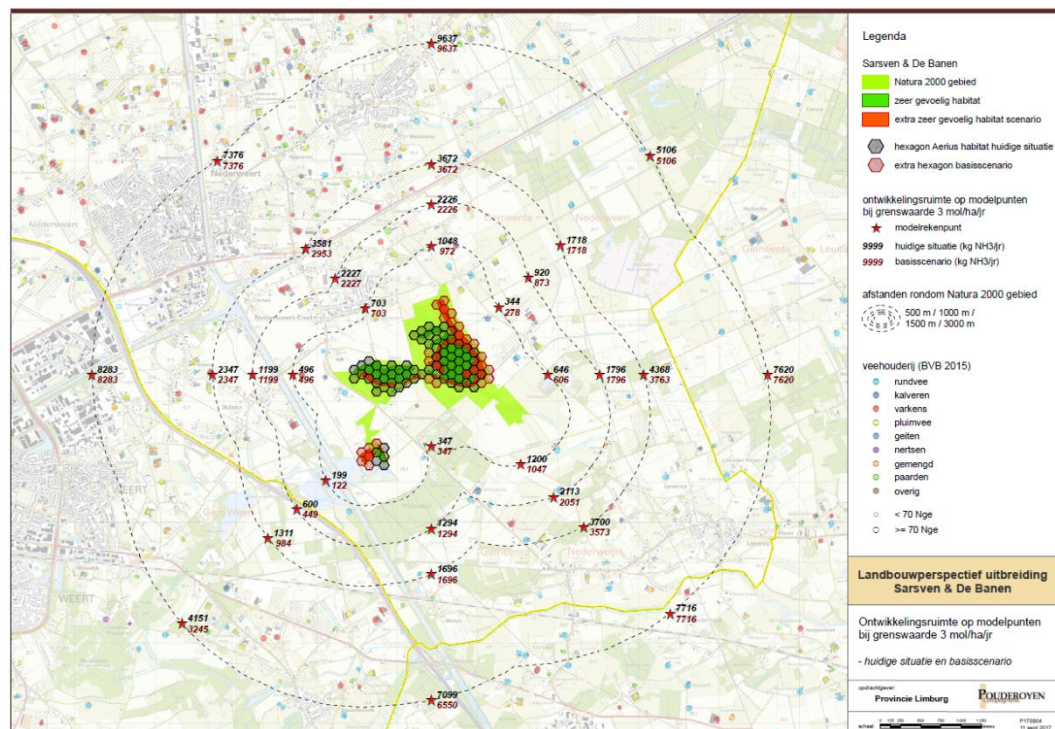 9637
9637
7376
7376
5106
5106
3672
3672
Nederweert
2226
2226
3581
2953
1048
972
1718
1718
2227
2227
920
873
703
703
344
278
Nederweert-Eind
8283
8283
2347
2347
1199
1199
496
496
646
606
1796
1796
4368
3763
7620
7620
347
347
1200
1047
199
122
2113
2051
600
449
1311
984
1294
1294
3700
3573
WEERT
1696
1696
WEERT
4151
3245
7716
7716
7099
6550
Legenda
Sarsven & De Banen
Natura 2000 gebied
zeer gevoelig habitat
extra zeer gevoelig habitat scenario
hexagon Aerius habitat huidige situatie
extra hexagon basisscenario
ontwikkelingsruimte op modelpunten
bij grenswaarde 3 mol/ha/jr
modelrekenpunt
9999 huidige situatie (kg NH3/jr)
9999 basisscenario (kg NH3/jr)
afstanden rondom Natura 2000 gebied
500 m / 1000 m /
1500 m / 3000 m
veehouderij (BVB 2015)
rundvee
kalveren
varkens
pluimvee
geiten
nertsen
gemengd
paarden
overig
< 70 Nge
>= 70 Nge
Landbouwperspectief uitbreiding
Sarsven & De Banen
Ontwikkelingsruimte op modelpunten
bij grenswaarde 3 mol/ha/jr
- huidige situatie en basisscenario
opdrachtgever
Provincie Limburg
POUDEROYEN
schaal